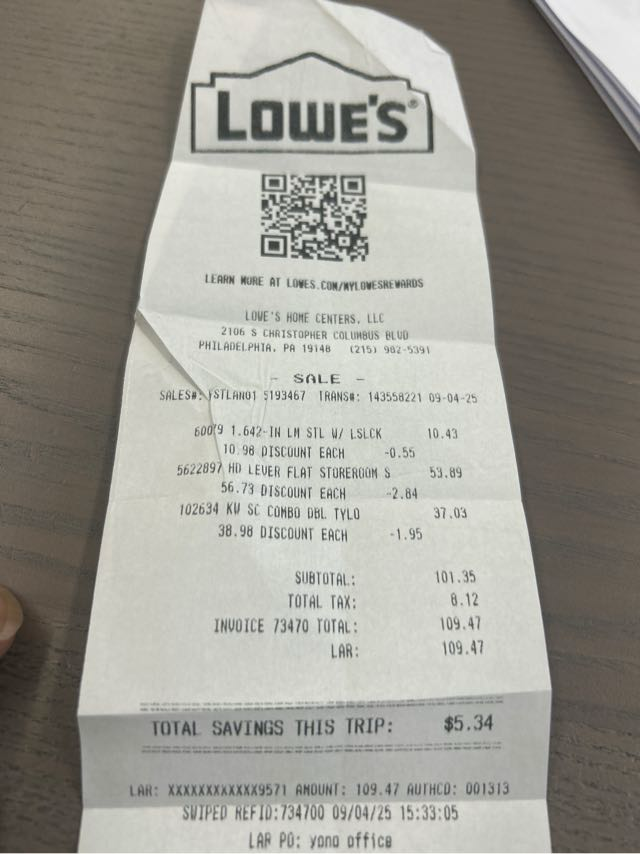 LOWE'S®
LEARN MORE AT LOWES.COM/MYLOWESREWARDS
LOWE'S HOME CENTERS, LLC
2106 S CHRISTOPHER COLUMBUS BLVD
PHILADELPHIA, PA 19148 (215) 982-5391
- SALE -
SALES#: 5193467 TRANS#: 143558221 09-04-25
1.642-IN LM STL W/ LSLCK 10.43
10.98 DISCOUNT EACH -0.55
5622897 HD LEVER FLAT STOREROOM S 53.89
56.73 DISCOUNT EACH -2.84
102634 KW SC COMBO DBL TYLO 37.03
38.98 DISCOUNT EACH -1.95
SUBTOTAL: 101.35
TOTAL TAX: 8.12
INVOICE 73470 TOTAL: 109.47
LAR: 109.47
TOTAL SAVINGS THIS TRIP: $5.34
LAR: XXXXXXXXXXXX9571 AMOUNT: 109.47 AUTHCD: 001313
SWIPED REFID:734700 09/04/25 15:33:05
LAR PO: yono office